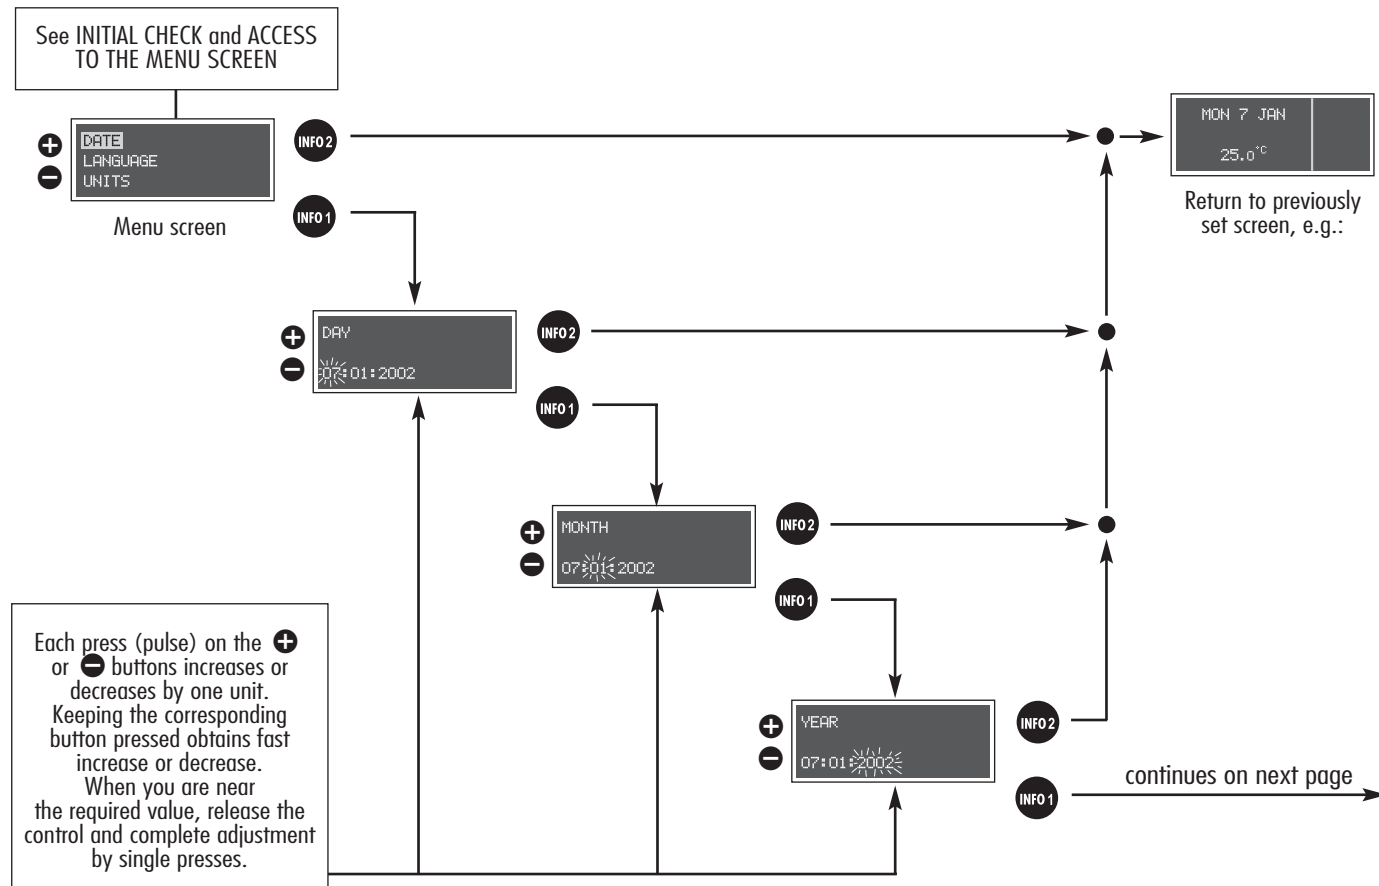 See INITIAL CHECK and ACCESS
TO THE MENU SCREEN
DATE
LANGUAGE
UNITS
INFO 2
INFO 1
Menu screen
MON 7 JAN
25.0°C
Return to previously
set screen, e.g.:
DAY
07:01:2002
INFO 2
INFO 1
MONTH
07:01:2002
INFO 2
INFO 1
YEAR
07:01:2002
INFO 2
INFO 1
continues on next page
Each press (pulse) on the +
or - buttons increases or
decreases by one unit.
Keeping the corresponding
button pressed obtains fast
increase or decrease.
When you are near
the required value, release the
control and complete adjustment
by single presses.